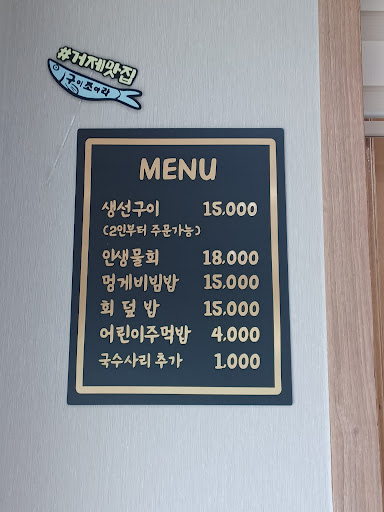 #거제맛집
구이조아라
MENU
생선구이 15.000
(2인부터 주문가능)
인생물회 18.000
멍게비빔밥 15.000
회 덮 밥 15.000
어린이주먹밥 4.000
국수사리 추가 1.000